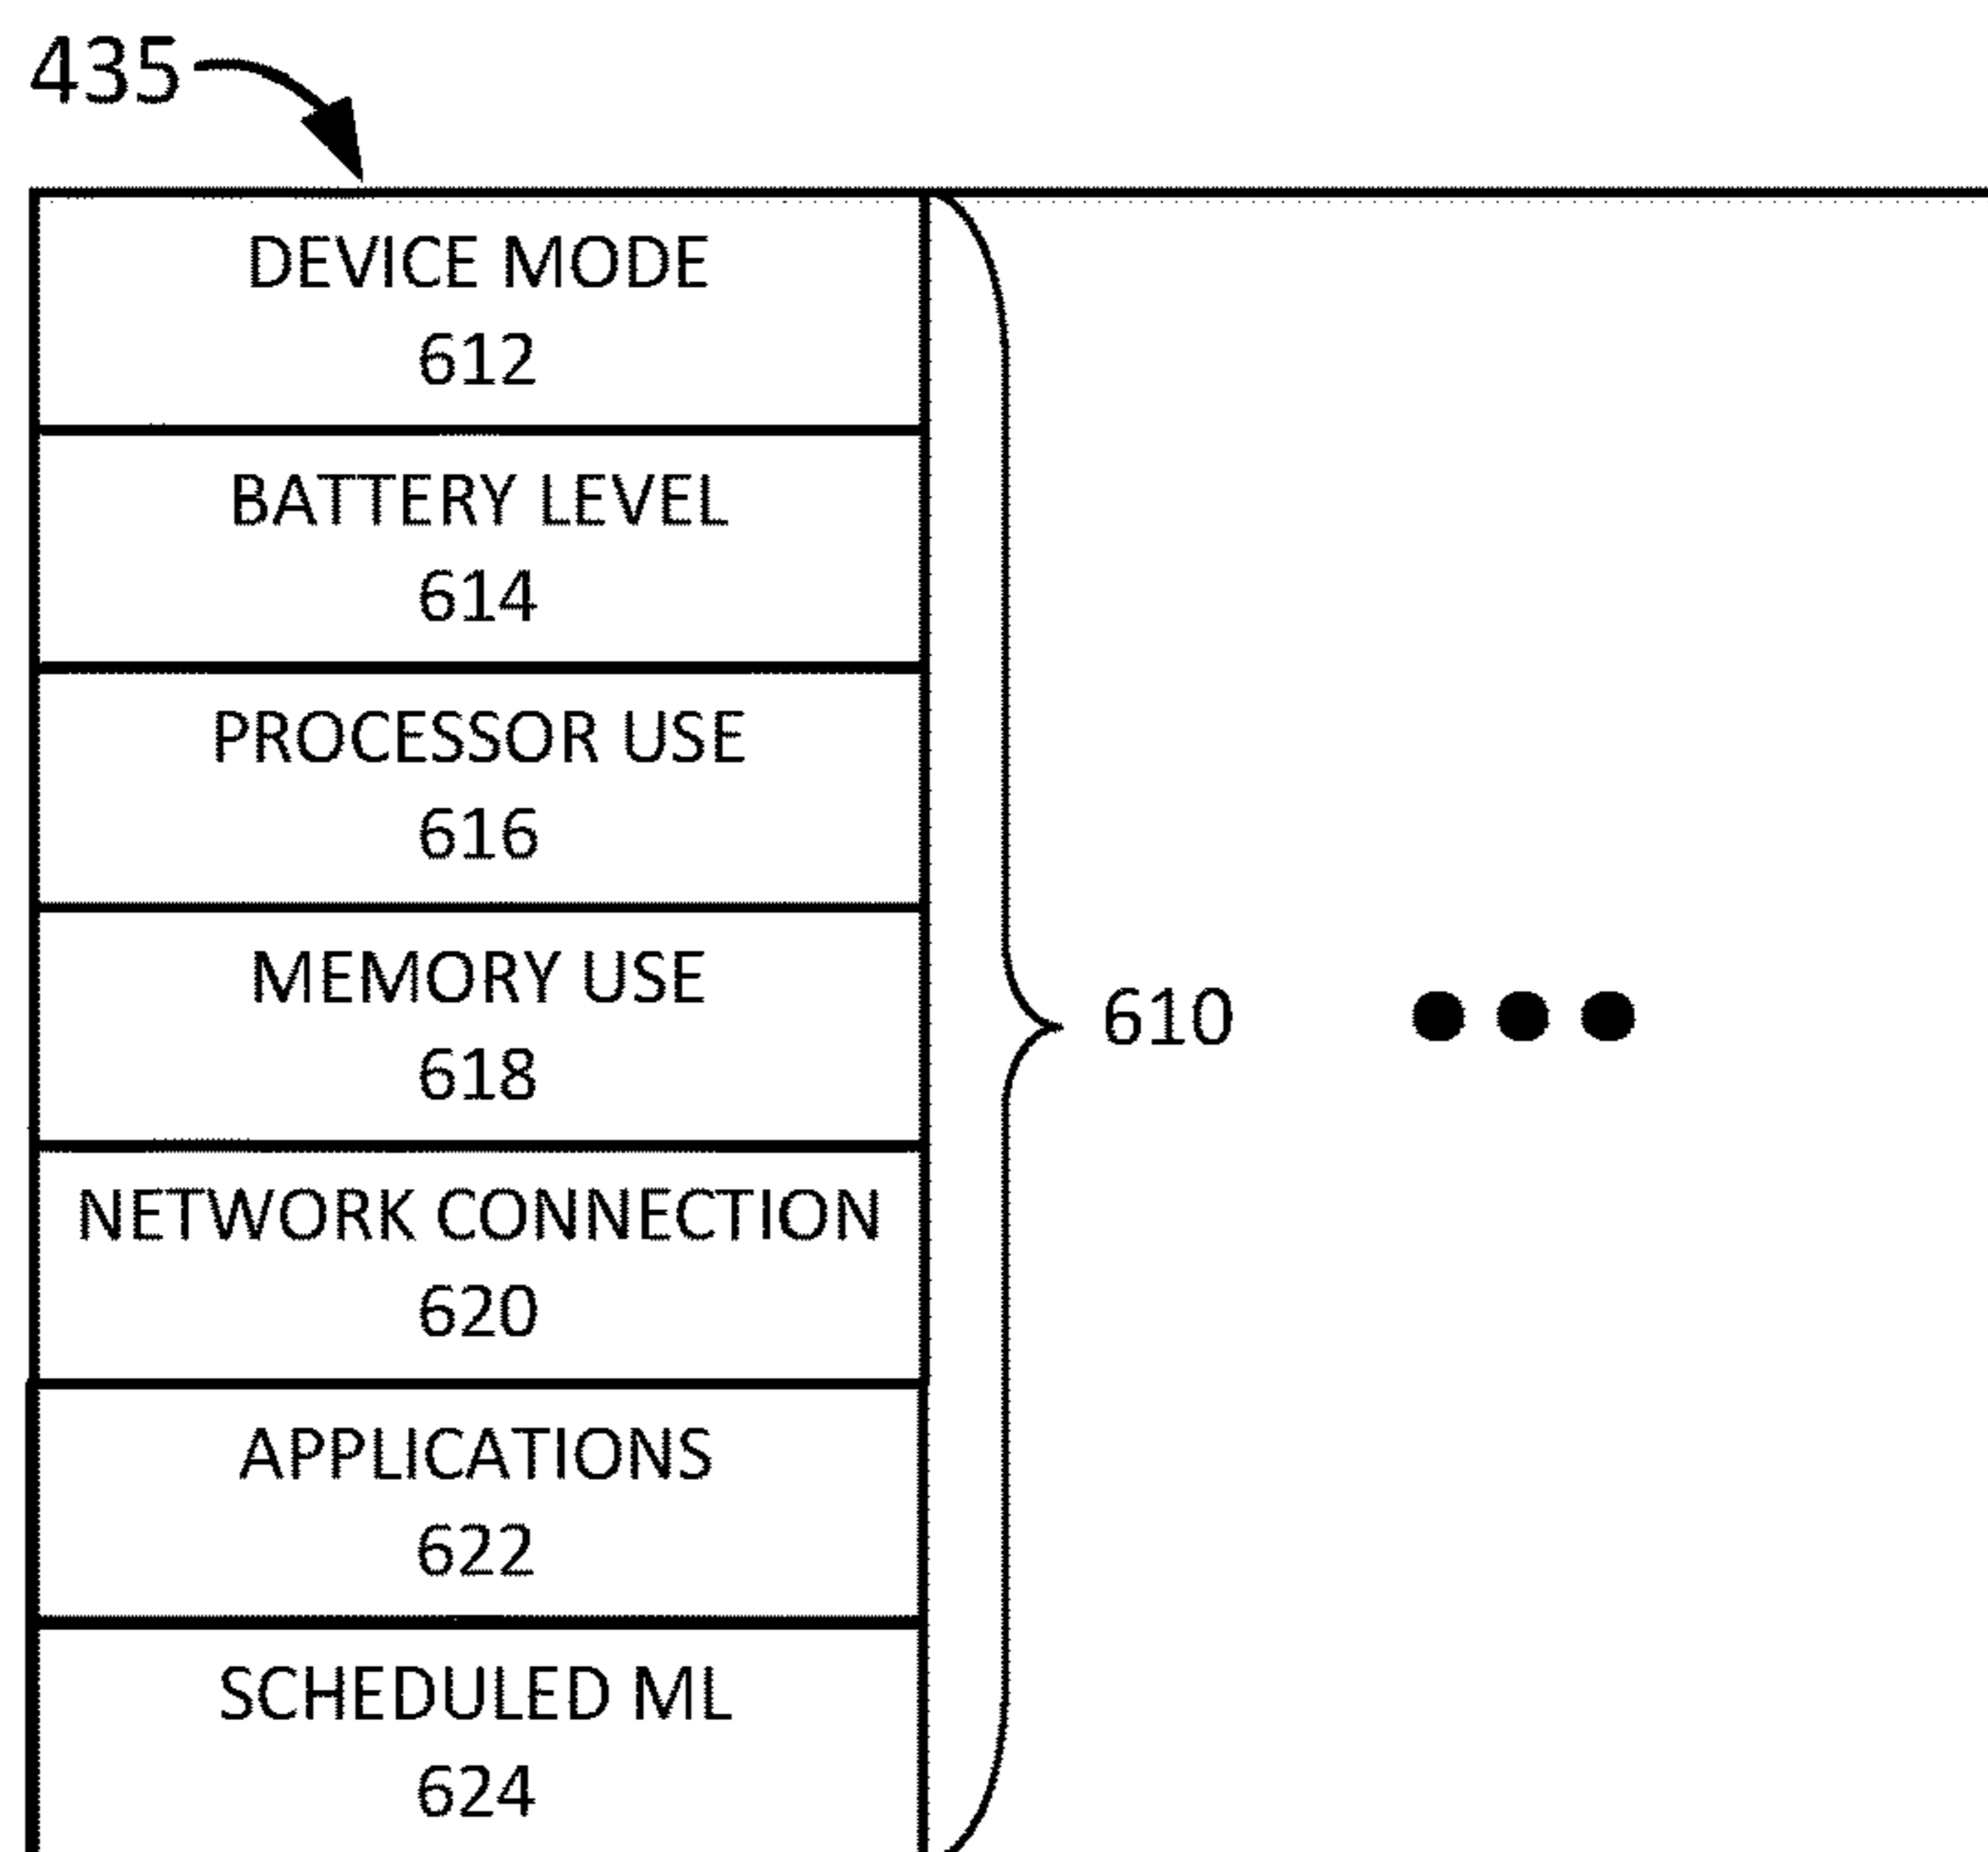 435
DEVICE MODE
612
BATTERY LEVEL
614
PROCESSOR USE
616
MEMORY USE
618
610
NETWORK CONNECTION
620
APPLICATIONS
622
SCHEDULED ML
624